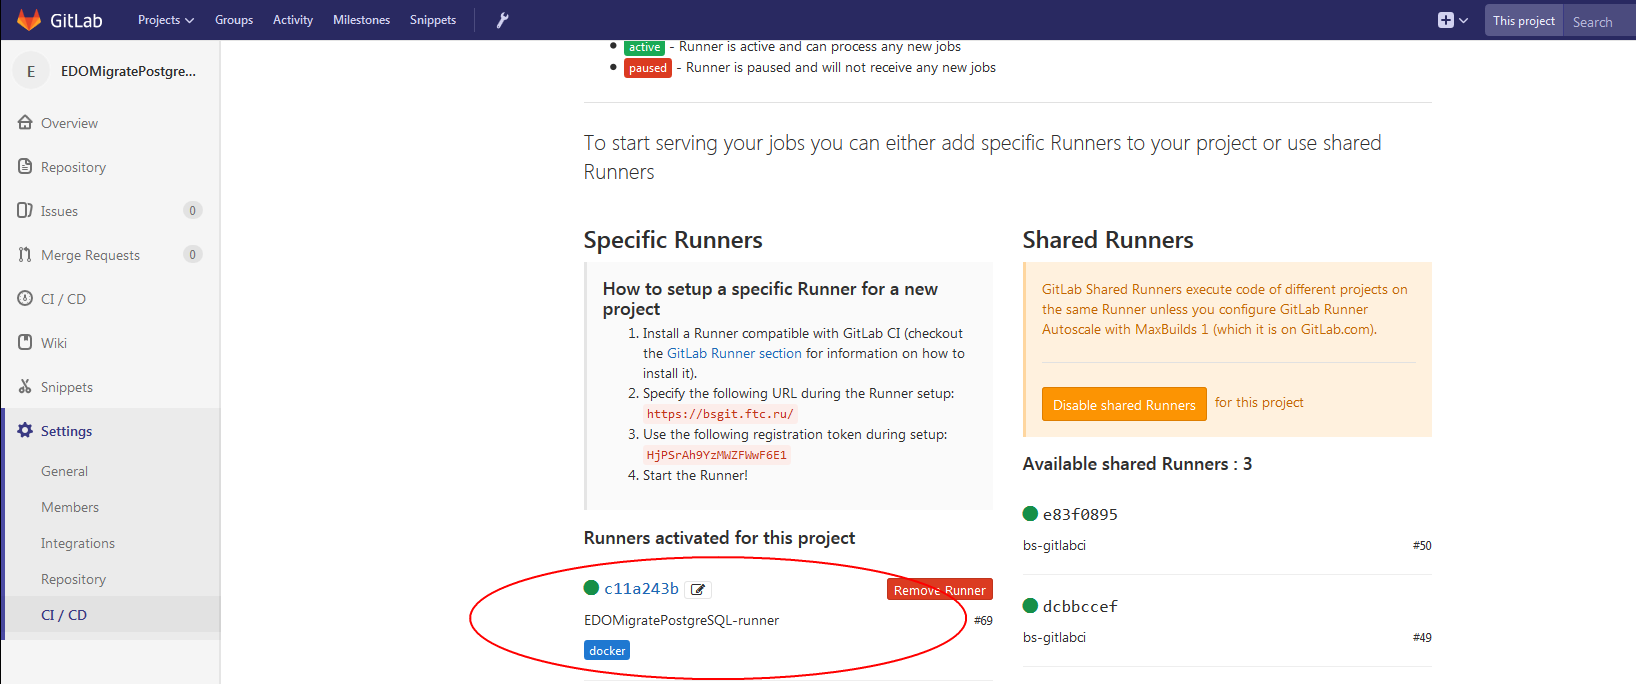 GitLab Projects Groups Activity Milestones Snippets This project Search
E EDOMigratePostgre...
Overview
Repository
Issues 0
Merge Requests 0
CI / CD
Wiki
Snippets
Settings
General
Members
Integrations
Repository
CI / CD
active - Runner is active and can process any new jobs
paused - Runner is paused and will not receive any new jobs
To start serving your jobs you can either add specific Runners to your project or use shared
Runners
Specific Runners
How to setup a specific Runner for a new
project
1. Install a Runner compatible with GitLab CI (checkout
the GitLab Runner section for information on how to
install it).
2. Specify the following URL during the Runner setup:
https://bsgit.ftc.ru/
3. Use the following registration token during setup:
HjPSrAh9YzMWZFWwF6E1
4. Start the Runner!
Runners activated for this project
c11a243b Remove Runner
EDOMigratePostgreSQL-runner #69
docker
Shared Runners
GitLab Shared Runners execute code of different projects on
the same Runner unless you configure GitLab Runner
Autoscale with MaxBuilds 1 (which it is on GitLab.com).
Disable shared Runners for this project
Available shared Runners : 3
e83f0895
bs-gitlabci #50
dcbbccef
bs-gitlabci #49